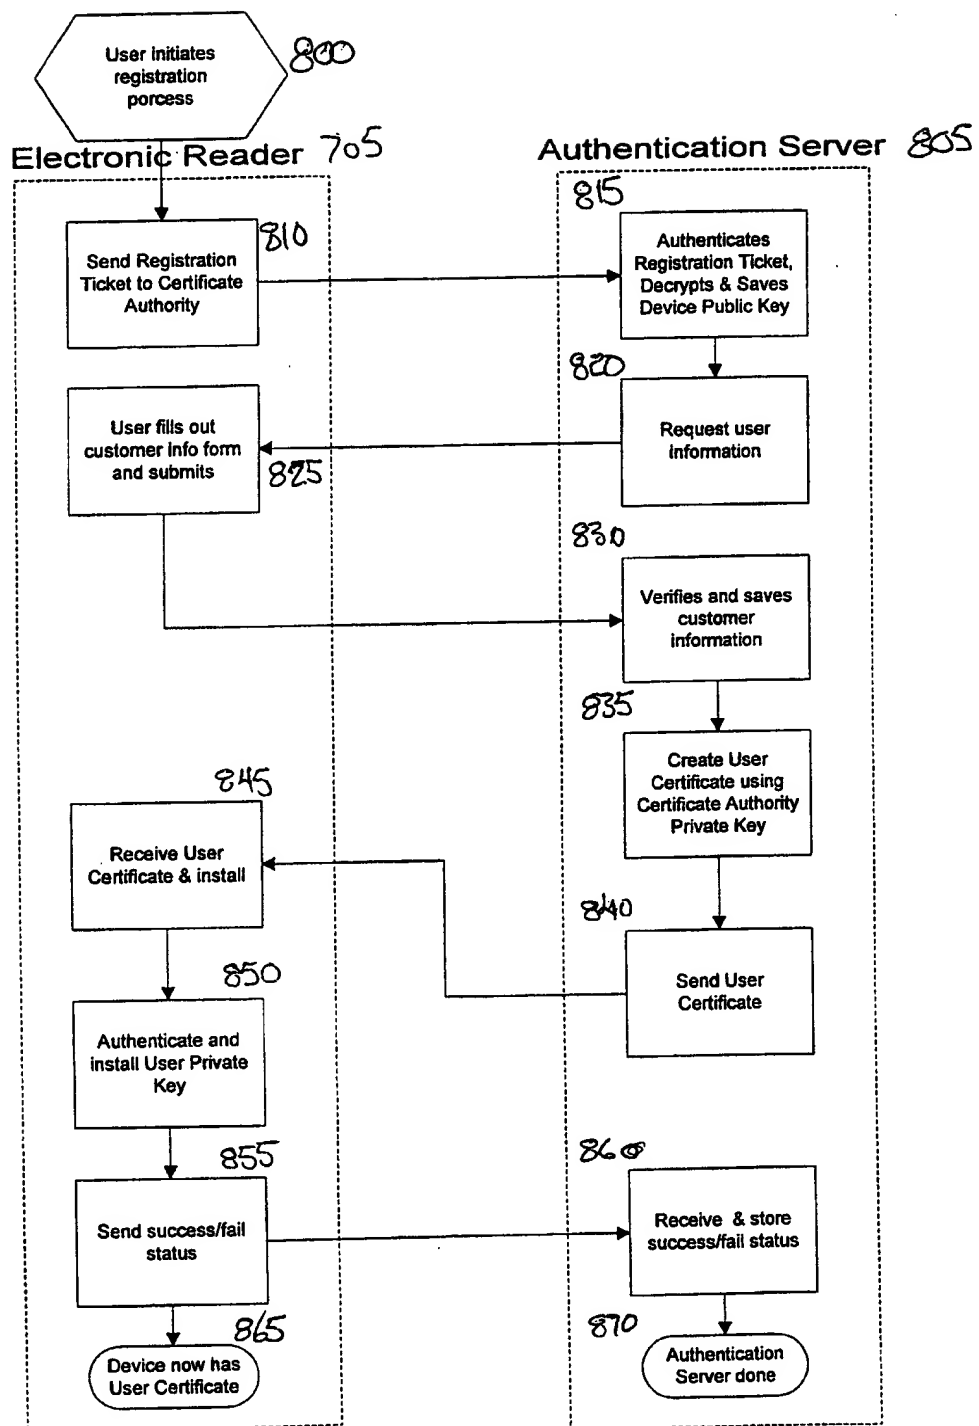 User initiates
registration
porcess
800
Electronic Reader 705
Authentication Server 805
810
Send Registration
Ticket to Certificate
Authority
815
Authenticates
Registration Ticket,
Decrypts & Saves
Device Public Key
820
Request user
information
User fills out
customer info form
and submits
825
830
Verifies and saves
customer
information
835
Create User
Certificate using
Certificate Authority
Private Key
840
Send User
Certificate
845
Receive User
Certificate & install
850
Authenticate and
install User Private
Key
855
Send success/fail
status
860
Receive & store
success/fail status
865
Device now has
User Certificate
870
Authentication
Server done